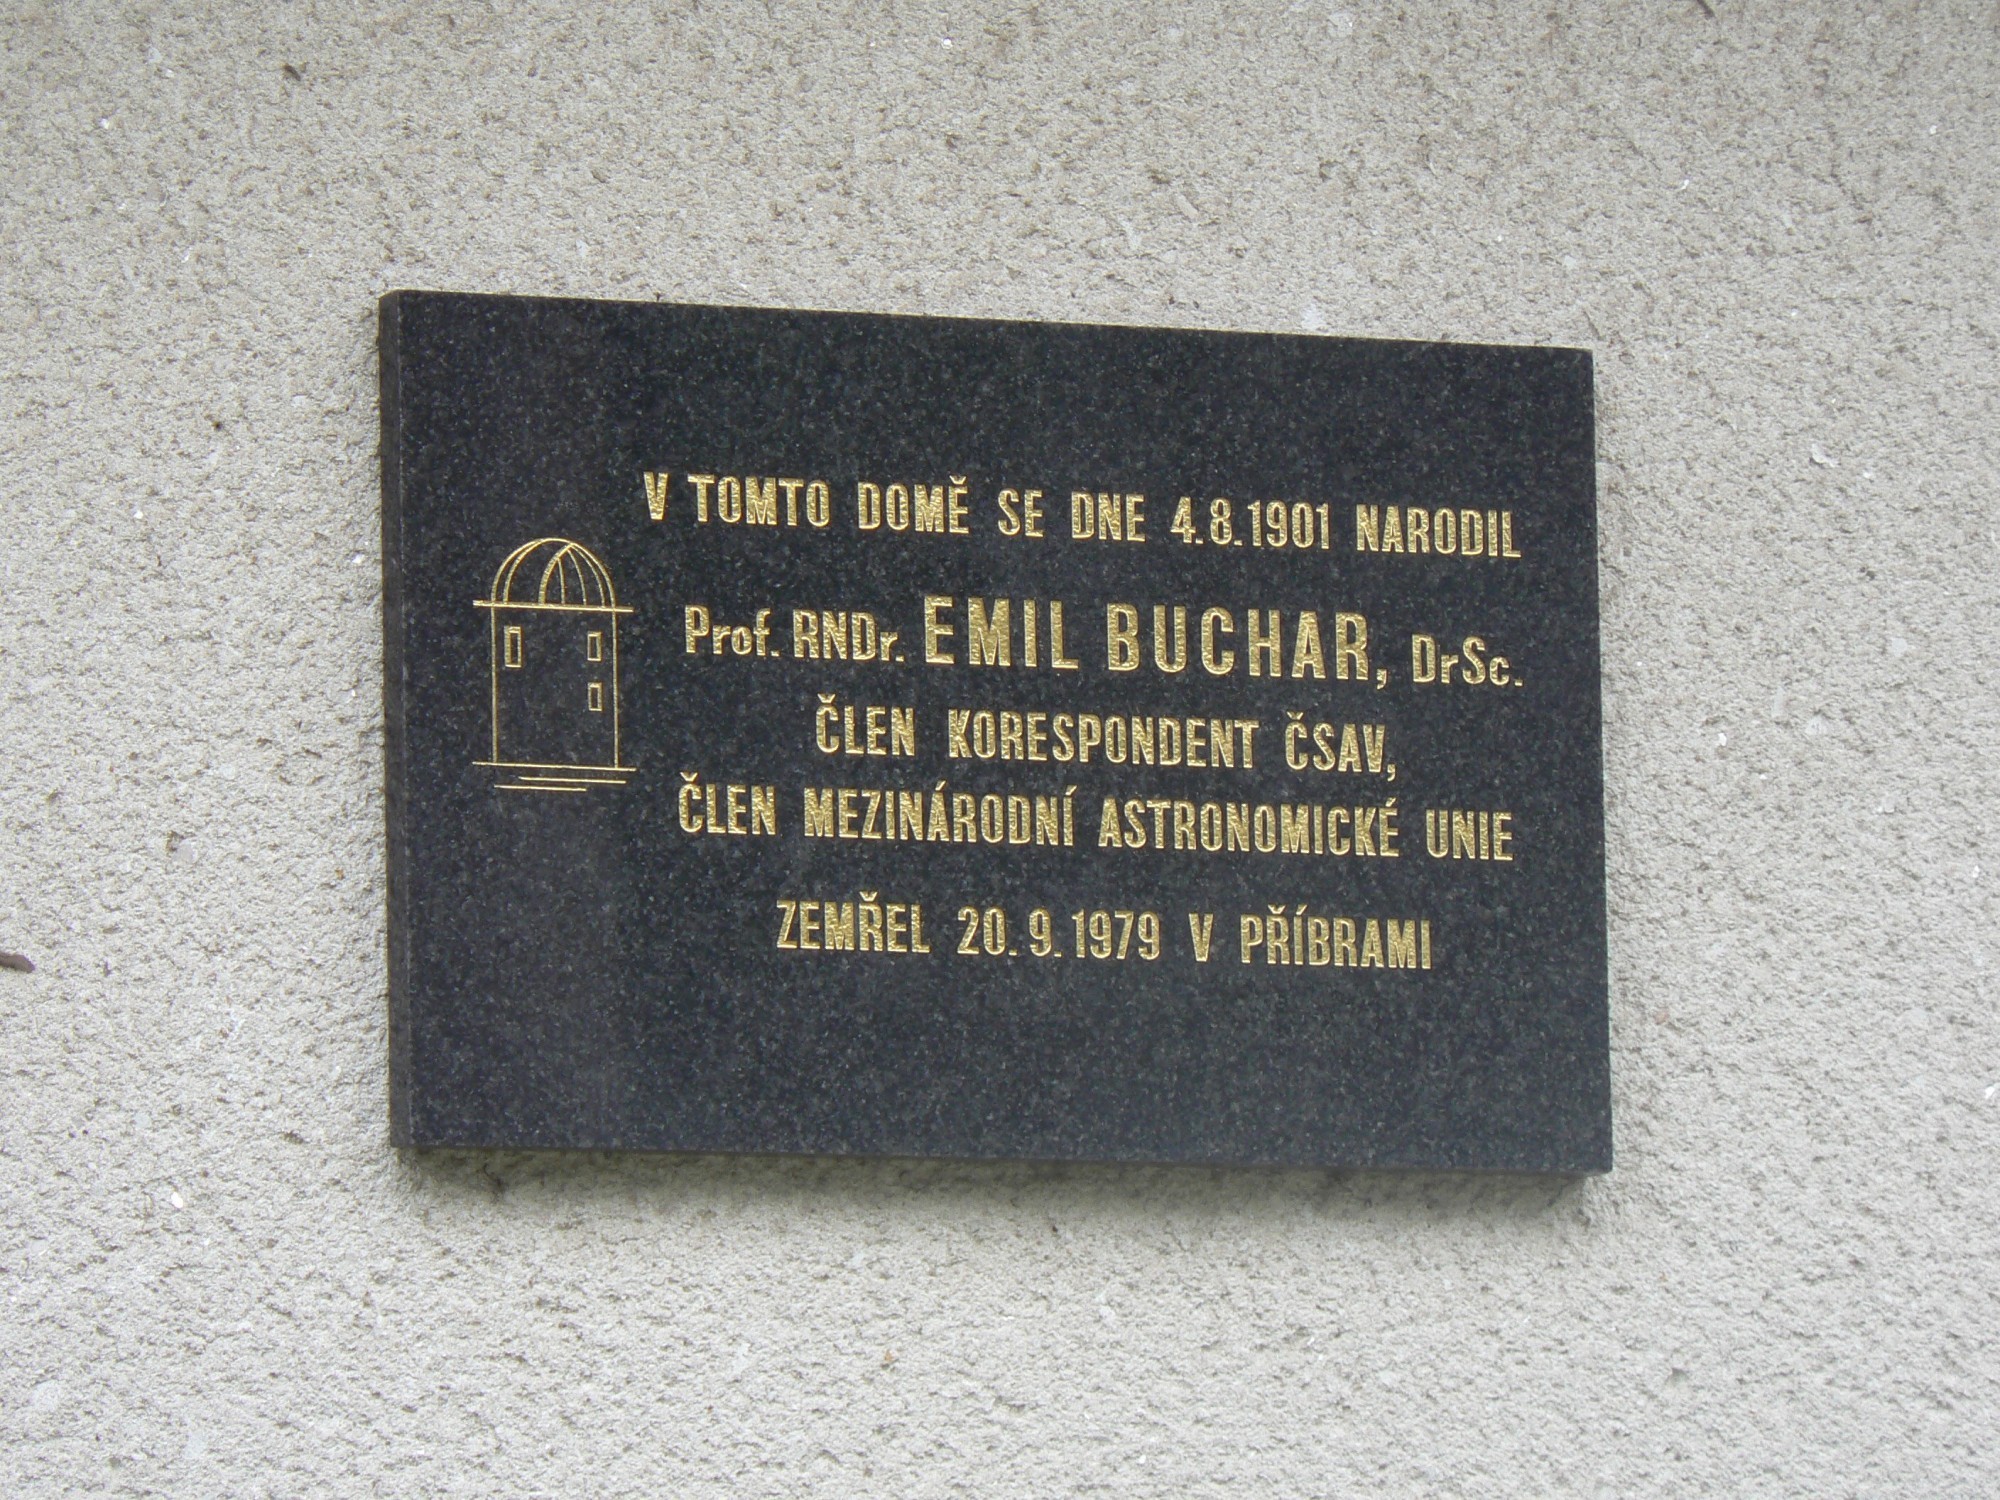 V TOMTO DOMĚ SE DNE 4.8.1901 NARODIL
Prof. RNDr. EMIL BUCHAR, DrSc.
ČLEN KORESPONDENT ČSAV,
ČLEN MEZINÁRODNÍ ASTRONOMICKÉ UNIE
ZEMŘEL 20.9.1979 V PŘÍBRAMI